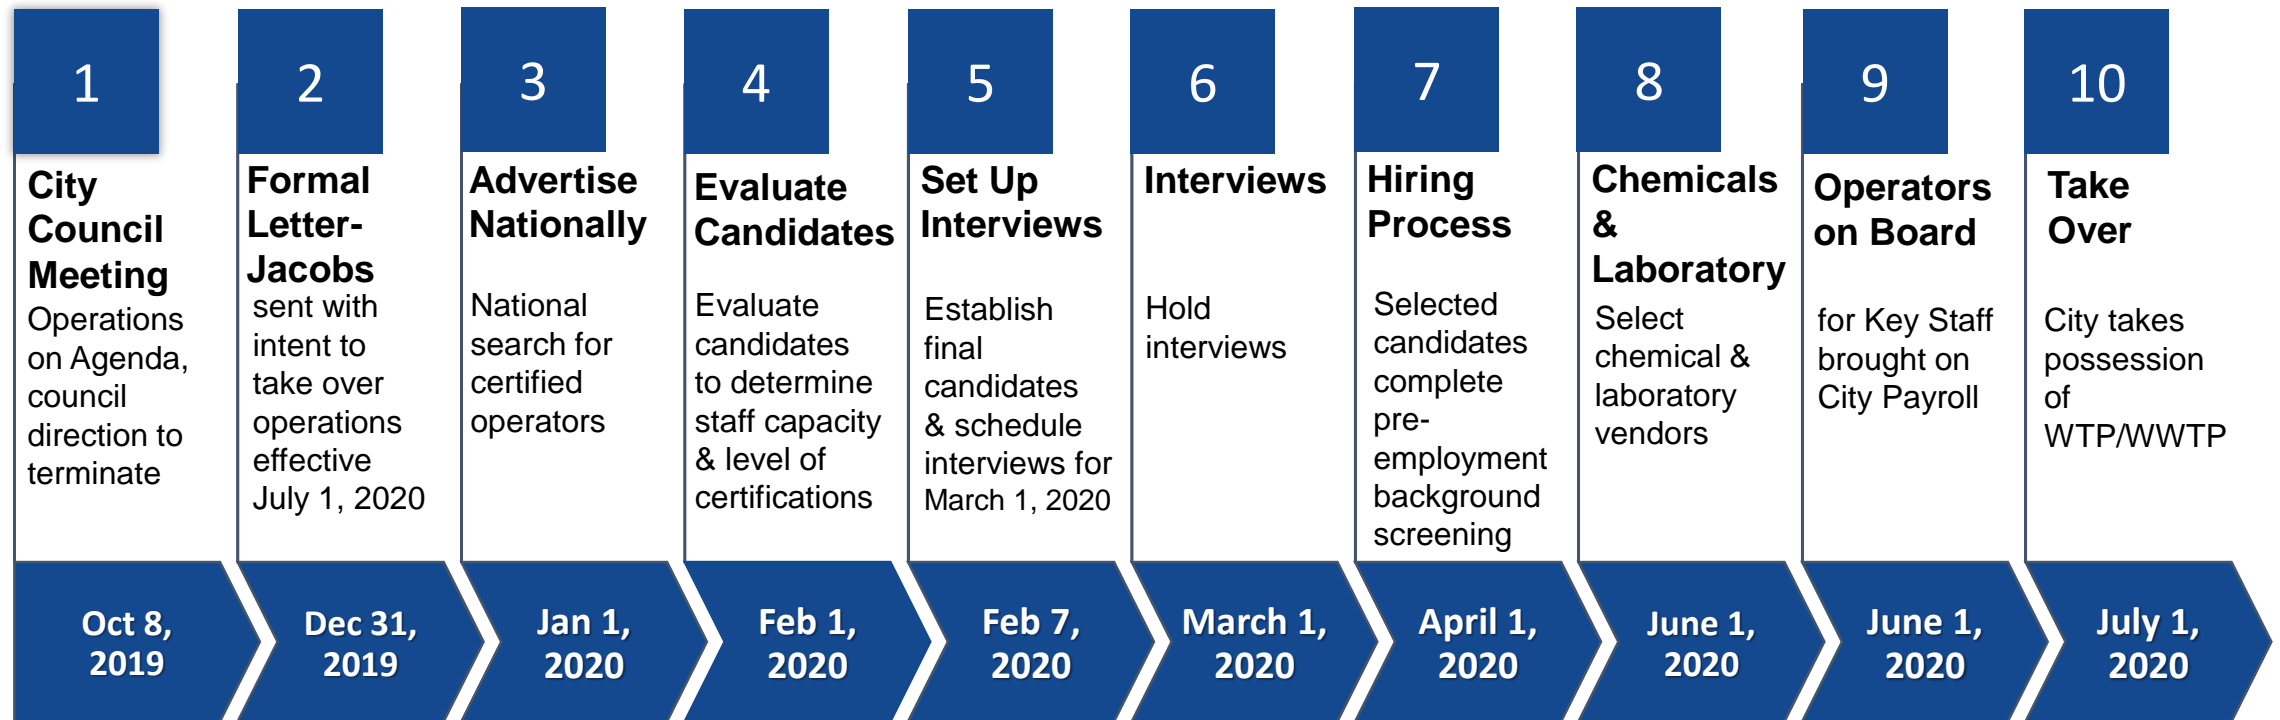 1
City
Council
Meeting
Operations
on Agenda,
council
direction to
terminate
Oct 8,
2019
2
Formal
Letter-
Jacobs
sent with
intent to
take over
operations
effective
July 1, 2020
Dec 31,
2019
3
Advertise
Nationally
National
search for
certified
operators
Jan 1,
2020
4
Evaluate
Candidates
Evaluate
candidates
to determine
staff capacity
& level of
certifications
Feb 1,
2020
5
Set Up
Interviews
Establish
final
candidates
& schedule
interviews for
March 1, 2020
Feb 7,
2020
6
Interviews
Hold
interviews
March 1,
2020
7
Hiring
Process
Selected
candidates
complete
pre-
employment
background
screening
April 1,
2020
8
Chemicals
&
Laboratory
Select
chemical &
laboratory
vendors
June 1,
2020
9
Operators
on Board
for Key Staff
brought on
City Payroll
June 1,
2020
10
Take
Over
City takes
possession
of
WTP/WWTP
July 1,
2020